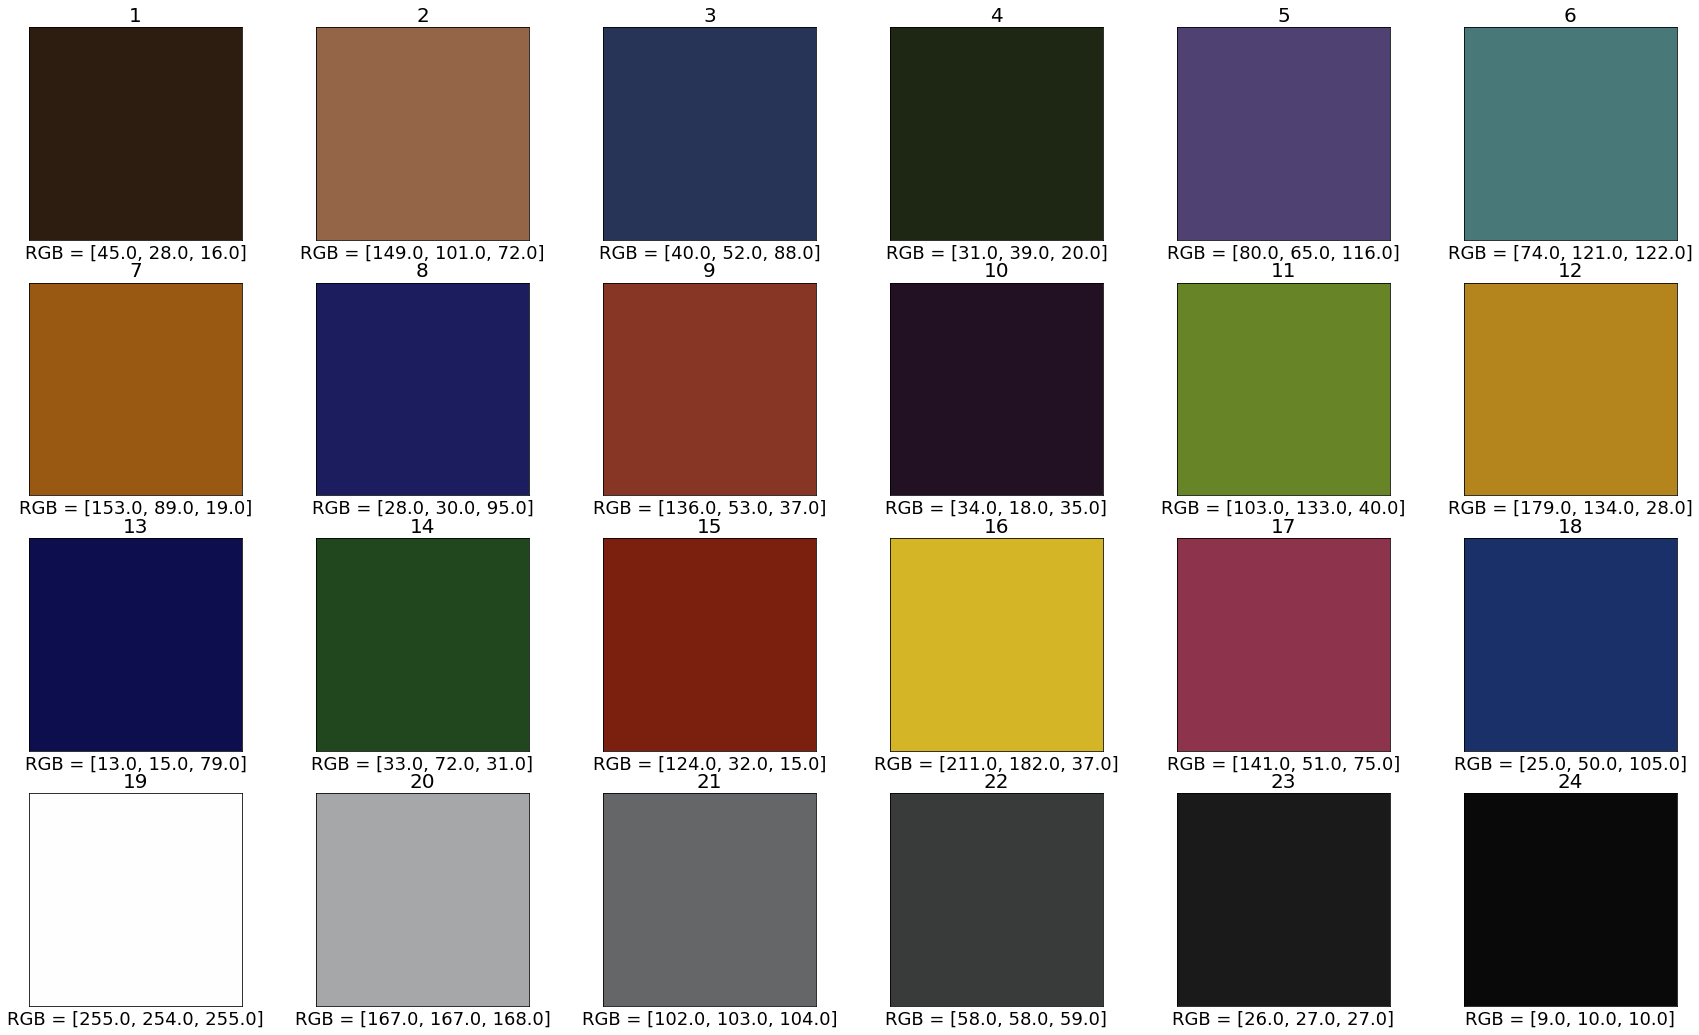 1 2 3 4 5 6
RGB = [45.0, 28.0, 16.0] RGB = [149.0, 101.0, 72.0] RGB = [40.0, 52.0, 88.0] RGB = [31.0, 39.0, 20.0] RGB = [80.0, 65.0, 116.0] RGB = [74.0, 121.0, 122.0]
7 8 9 10 11 12
RGB = [153.0, 89.0, 19.0] RGB = [28.0, 30.0, 95.0] RGB = [136.0, 53.0, 37.0] RGB = [34.0, 18.0, 35.0] RGB = [103.0, 133.0, 40.0] RGB = [179.0, 134.0, 28.0]
13 14 15 16 17 18
RGB = [13.0, 15.0, 79.0] RGB = [33.0, 72.0, 31.0] RGB = [124.0, 32.0, 15.0] RGB = [211.0, 182.0, 37.0] RGB = [141.0, 51.0, 75.0] RGB = [25.0, 50.0, 105.0]
19 20 21 22 23 24
RGB = [255.0, 254.0, 255.0] RGB = [167.0, 167.0, 168.0] RGB = [102.0, 103.0, 104.0] RGB = [58.0, 58.0, 59.0] RGB = [26.0, 27.0, 27.0] RGB = [9.0, 10.0, 10.0]